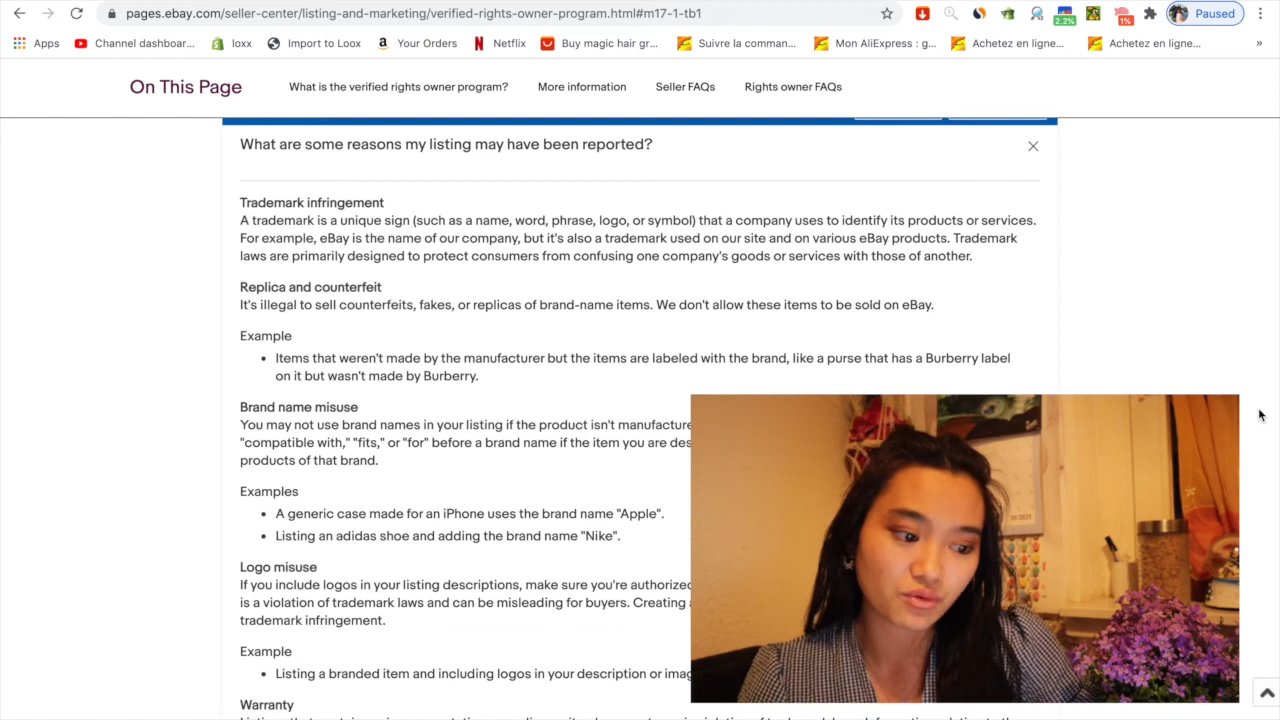 pages.ebay.com/seller-center/listing-and-marketing/verified-rights-owner-program.html#m17-1-tb1
2.2%
1%
Paused
Apps
Channel dashboar...
loxx
Import to Loox
Your Orders
Netflix
Buy magic hair gr...
Suivre la comman...
Mon AliExpress : g...
Achetez en ligne...
Achetez en ligne...
»
On This Page
What is the verified rights owner program?
More information
Seller FAQs
Rights owner FAQs
What are some reasons my listing may have been reported?
Trademark infringement
A trademark is a unique sign (such as a name, word, phrase, logo, or symbol) that a company uses to identify its products or services.
For example, eBay is the name of our company, but it's also a trademark used on our site and on various eBay products. Trademark
laws are primarily designed to protect consumers from confusing one company's goods or services with those of another.
Replica and counterfeit
It's illegal to sell counterfeits, fakes, or replicas of brand-name items. We don't allow these items to be sold on eBay.
Example
• Items that weren't made by the manufacturer but the items are labeled with the brand, like a purse that has a Burberry label
on it but wasn't made by Burberry.
Brand name misuse
You may not use brand names in your listing if the product isn't manufacture
"compatible with," "fits," or "for" before a brand name if the item you are des
products of that brand.
Examples
• A generic case made for an iPhone uses the brand name "Apple".
• Listing an adidas shoe and adding the brand name "Nike".
Logo misuse
If you include logos in your listing descriptions, make sure you're authorized
is a violation of trademark laws and can be misleading for buyers. Creating
trademark infringement.
Example
• Listing a branded item and including logos in your description or imag
Warranty
2021